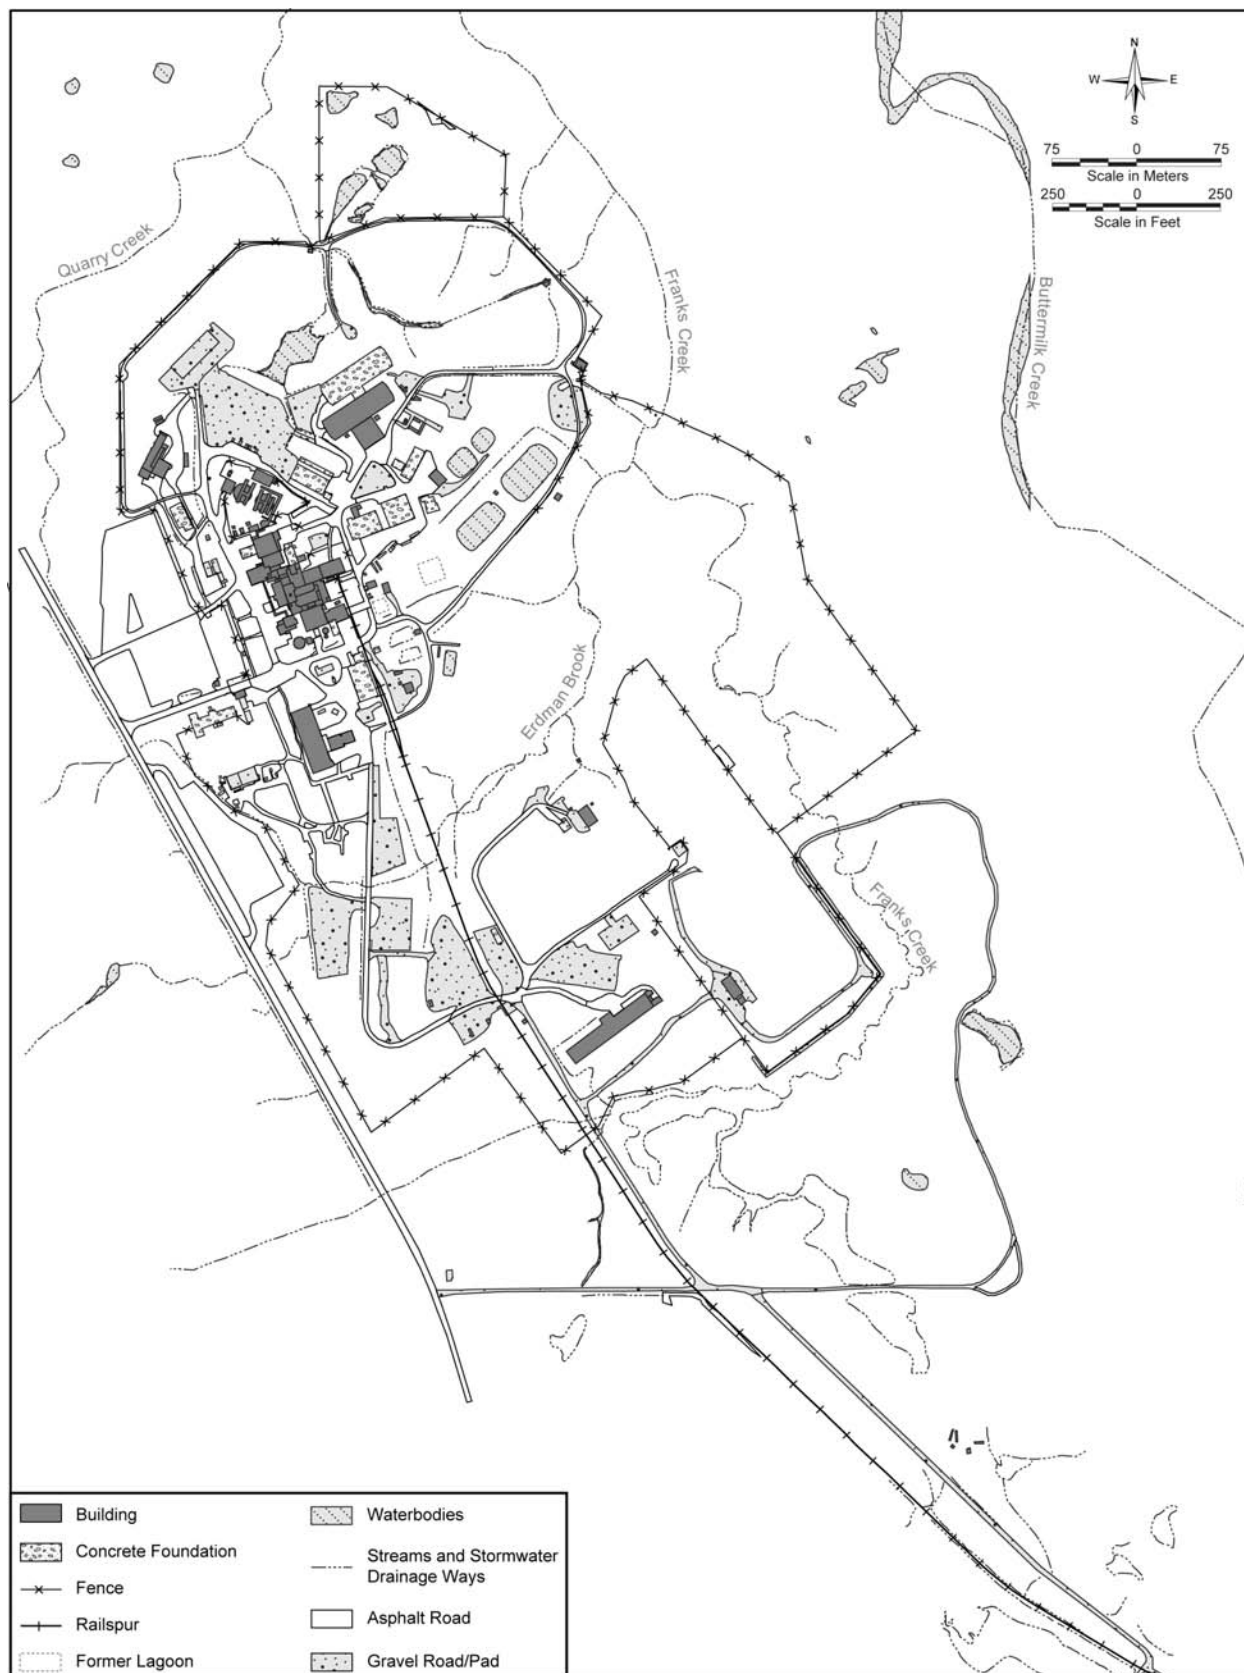 N
W E
S
75 0 75
Scale in Meters
250 0 250
Scale in Feet
Quarry Creek
Franks Creek
Buttermilk Creek
Erdman Brook
Franks Creek
Building
Concrete Foundation
Fence
Railspur
Former Lagoon
Waterbodies
Streams and Stormwater
Drainage Ways
Asphalt Road
Gravel Road/Pad